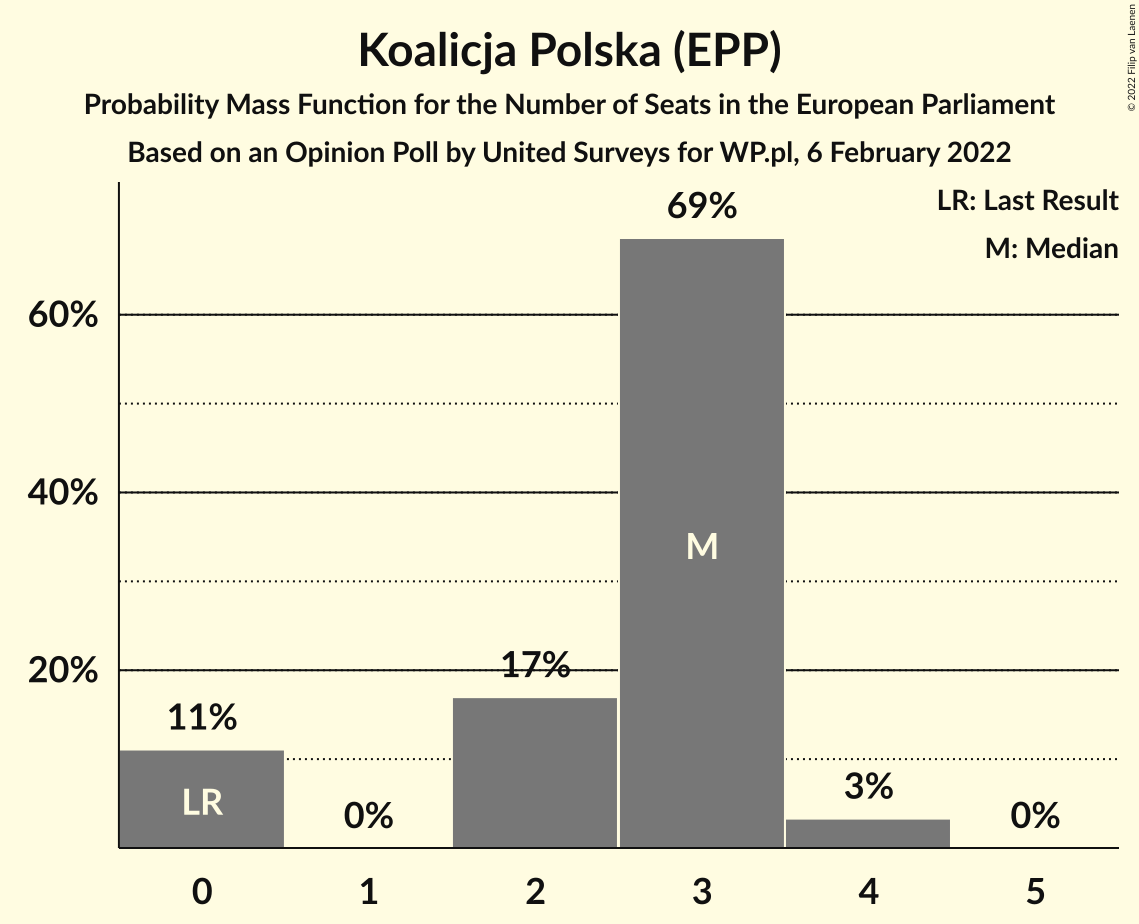 Koalicja Polska (EPP)
Probability Mass Function for the Number of Seats in the European Parliament
Based on an Opinion Poll by United Surveys for WP.pl, 6 February 2022
© 2022 Filip van Laenen
LR: Last Result
M: Median
69%
60%
40%
M
20%
17%
11%
3%
LR
0%
0%
0 1 2 3 4 5